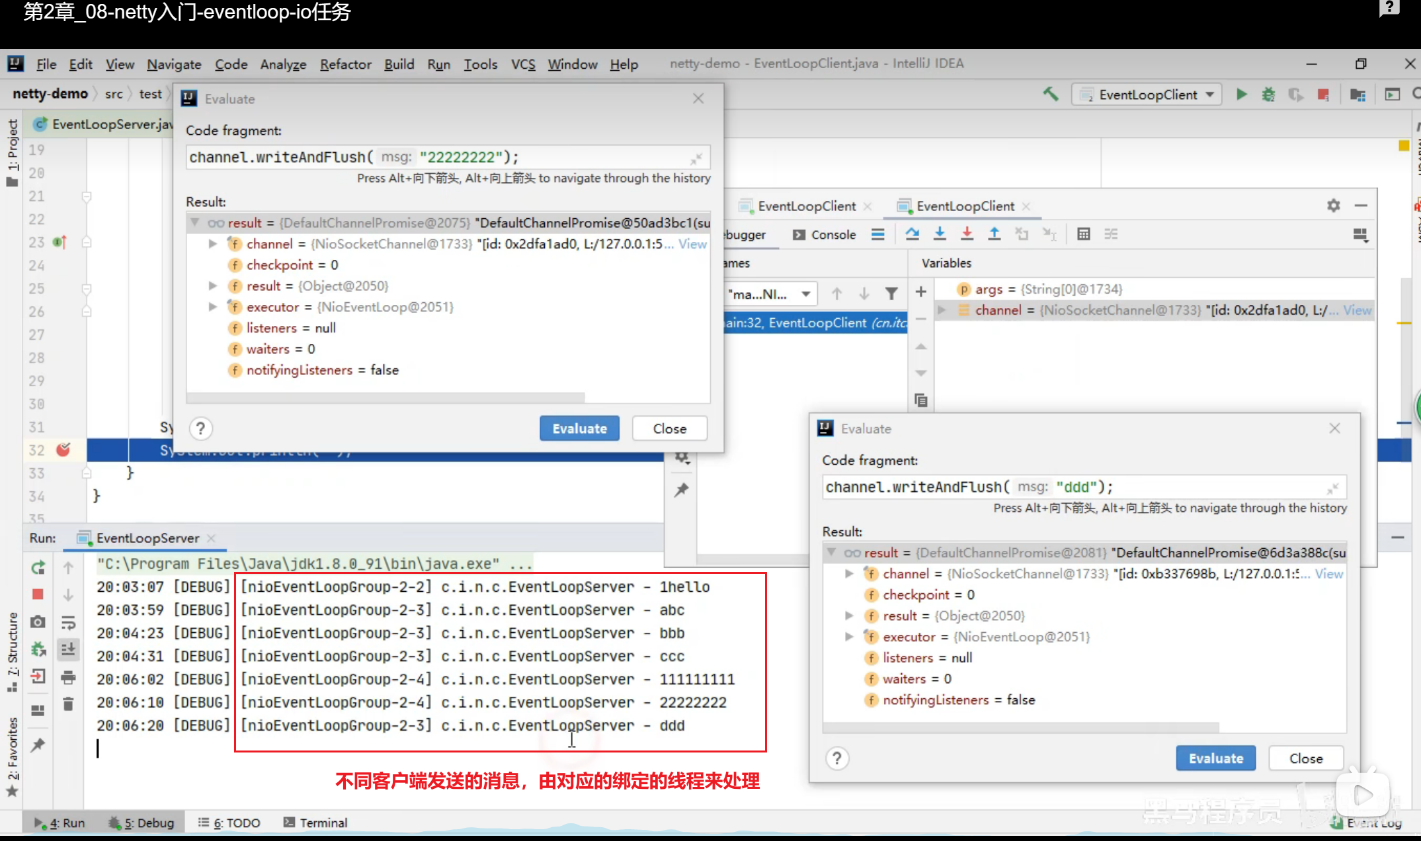 第2章_08-netty入门-eventloop-io任务
File Edit View Navigate Code Analyze Refactor Build Run Tools VCS Window Help netty-demo - EventLoopClient.java - IntelliJ IDEA
netty-demo src test
EventLoopClient
1: Project
EventLoopServer.jav
Evaluate
Code fragment:
channel.writeAndFlush( msg: "22222222");
Press Alt+向下箭头, Alt+向上箭头 to navigate through the history
Result:
result = {DefaultChannelPromise@2075} "DefaultChannelPromise@50ad3bc1(su
channel = {NioSocketChannel@1733} "[id: 0x2dfa1ad0, L:/127.0.0.1:5... View
checkpoint = 0
result = {Object@2050}
executor = {NioEventLoop@2051}
listeners = null
waiters = 0
notifyingListeners = false
? Evaluate Close
19
20
21
22
23
24
25
26
27
28
29
30
31 Sy
32 System.out.println(
33 }
34 }
35
EventLoopClient EventLoopClient
ebugger Console
ames Variables
"ma...NI...
ain:32, EventLoopClient (cn.itc
args = {String[0]@1734}
channel = {NioSocketChannel@1733} "[id: 0x2dfa1ad0, L:/... View
Evaluate
Code fragment:
channel.writeAndFlush( msg: "ddd");
Press Alt+向下箭头, Alt+向上箭头 to navigate through the history
Result:
result = {DefaultChannelPromise@2081} "DefaultChannelPromise@6d3a388c(su
channel = {NioSocketChannel@1733} "[id: 0xb337698b, L:/127.0.0.1:5... View
checkpoint = 0
result = {Object@2050}
executor = {NioEventLoop@2051}
listeners = null
waiters = 0
notifyingListeners = false
? Evaluate Close
Run: EventLoopServer
"C:\Program Files\Java\jdk1.8.0_91\bin\java.exe" ...
20:03:07 [DEBUG] [nioEventLoopGroup-2-2] c.i.n.c.EventLoopServer - 1hello
20:03:59 [DEBUG] [nioEventLoopGroup-2-3] c.i.n.c.EventLoopServer - abc
20:04:23 [DEBUG] [nioEventLoopGroup-2-3] c.i.n.c.EventLoopServer - bbb
20:04:31 [DEBUG] [nioEventLoopGroup-2-3] c.i.n.c.EventLoopServer - ccc
20:06:02 [DEBUG] [nioEventLoopGroup-2-4] c.i.n.c.EventLoopServer - 111111111
20:06:10 [DEBUG] [nioEventLoopGroup-2-4] c.i.n.c.EventLoopServer - 22222222
20:06:20 [DEBUG] [nioEventLoopGroup-2-3] c.i.n.c.EventLoopServer - ddd
不同客户端发送的消息，由对应的绑定的线程来处理
7: Structure
2: Favorites
黑马程序员
4: Run 5: Debug 6: TODO Terminal Event Log